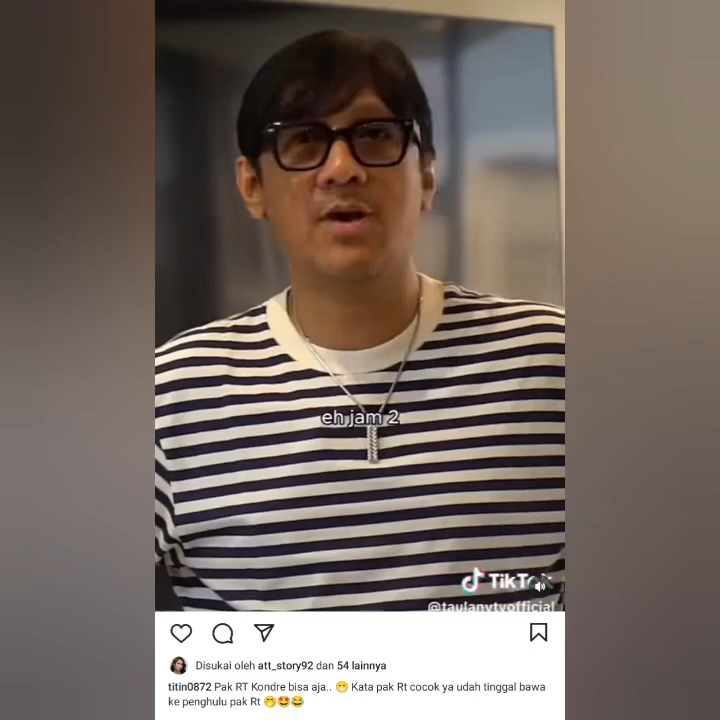 eh jam 2
TikTok
@taulanytvofficial
Disukai oleh att_story92 dan 54 lainnya
titin0872 Pak RT Kondre bisa aja.. 🤭 Kata pak Rt cocok ya udah tinggal bawa
ke penghulu pak Rt 🤭🤩😂